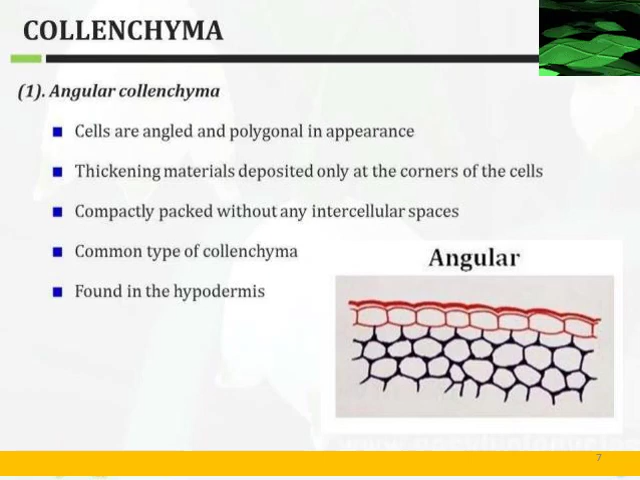 COLLENCHYMA
(1). Angular collenchyma
Cells are angled and polygonal in appearance
Thickening materials deposited only at the corners of the cells
Compactly packed without any intercellular spaces
Common type of collenchyma
Found in the hypodermis
Angular
7